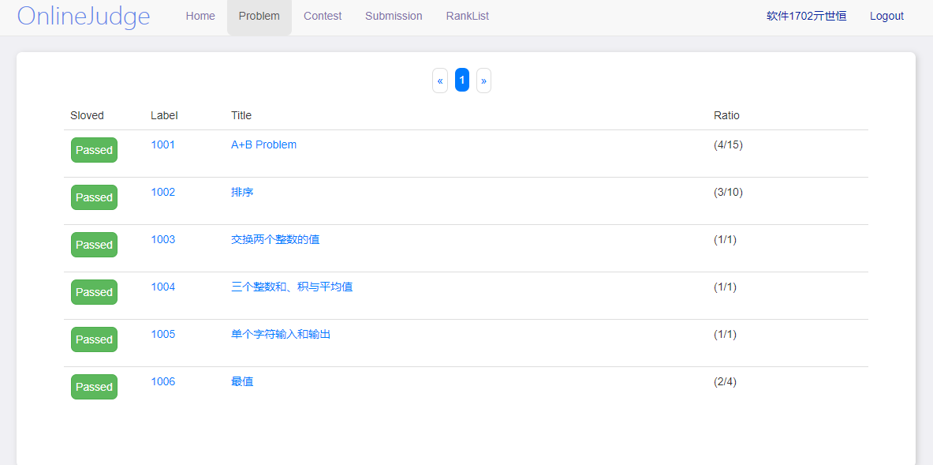 OnlineJudge Home Problem Contest Submission RankList 软件1702亓世恒 Logout
« 1 »
Sloved Label Title Ratio
Passed 1001 A+B Problem (4/15)
Passed 1002 排序 (3/10)
Passed 1003 交换两个整数的值 (1/1)
Passed 1004 三个整数和、积与平均值 (1/1)
Passed 1005 单个字符输入和输出 (1/1)
Passed 1006 最值 (2/4)